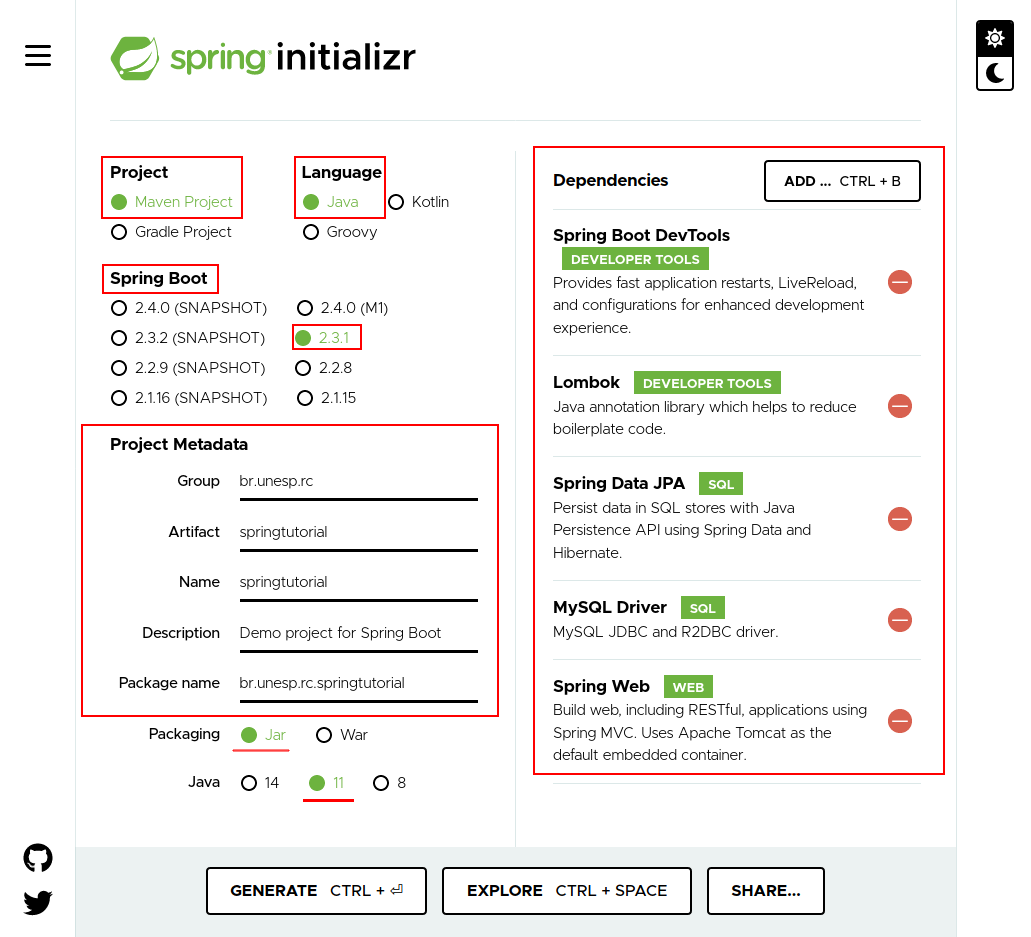 spring initializr
Project
Maven Project
Gradle Project
Language
Java Kotlin
Groovy
Spring Boot
2.4.0 (SNAPSHOT) 2.4.0 (M1)
2.3.2 (SNAPSHOT) 2.3.1
2.2.9 (SNAPSHOT) 2.2.8
2.1.16 (SNAPSHOT) 2.1.15
Project Metadata
Group br.unesp.rc
Artifact springtutorial
Name springtutorial
Description Demo project for Spring Boot
Package name br.unesp.rc.springtutorial
Packaging Jar War
Java 14 11 8
Dependencies ADD ... CTRL + B
Spring Boot DevTools
DEVELOPER TOOLS
Provides fast application restarts, LiveReload,
and configurations for enhanced development
experience.
Lombok DEVELOPER TOOLS
Java annotation library which helps to reduce
boilerplate code.
Spring Data JPA SQL
Persist data in SQL stores with Java
Persistence API using Spring Data and
Hibernate.
MySQL Driver SQL
MySQL JDBC and R2DBC driver.
Spring Web WEB
Build web, including RESTful, applications using
Spring MVC. Uses Apache Tomcat as the
default embedded container.
GENERATE CTRL + ⏎ EXPLORE CTRL + SPACE SHARE...